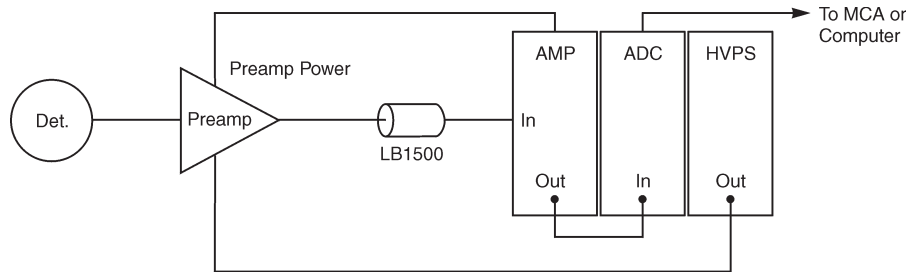 To MCA or
Computer
AMP
ADC
HVPS
Preamp Power
Det.
Preamp
In
LB1500
Out
In
Out